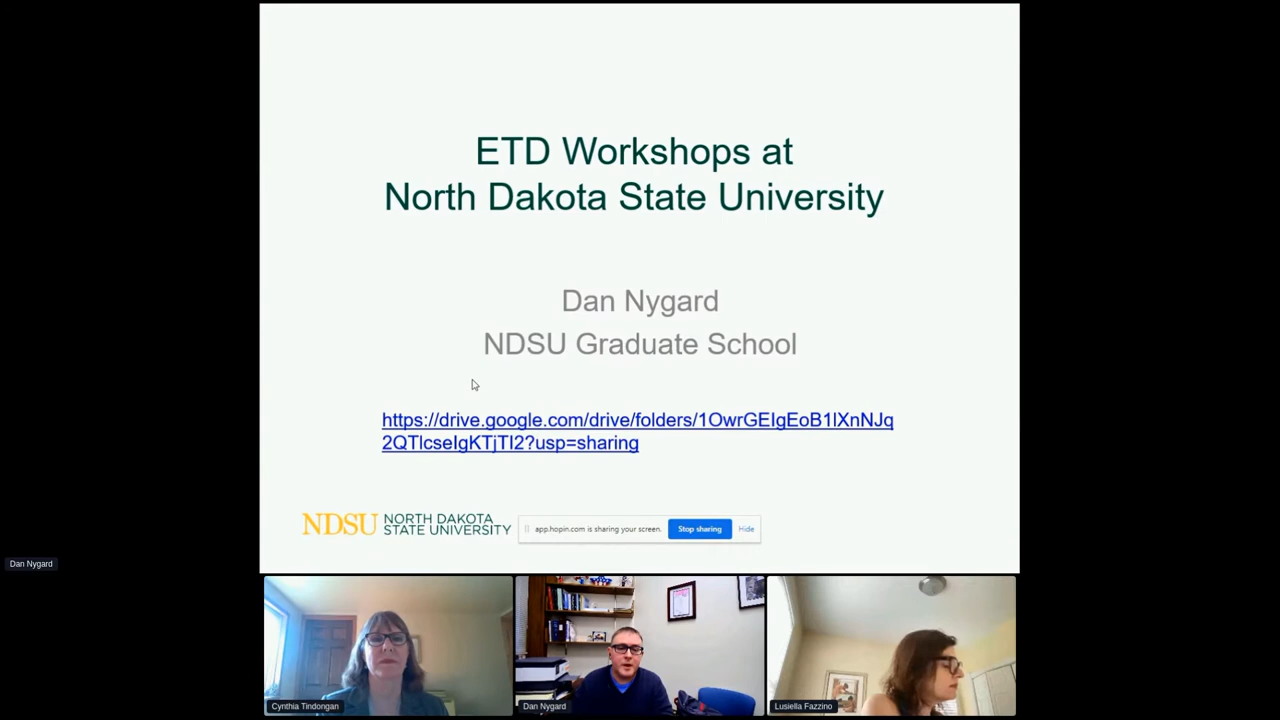 ETD Workshops at
North Dakota State University
Dan Nygard
NDSU Graduate School
https://drive.google.com/drive/folders/1OwrGEIgEoB1lXnNJq
2QTlcseIgKTjTI2?usp=sharing
NDSU NORTH DAKOTA
STATE UNIVERSITY
app.hopin.com is sharing your screen. Stop sharing Hide
Dan Nygard
Cynthia Tindongan
Dan Nygard
Lusiella Fazzino